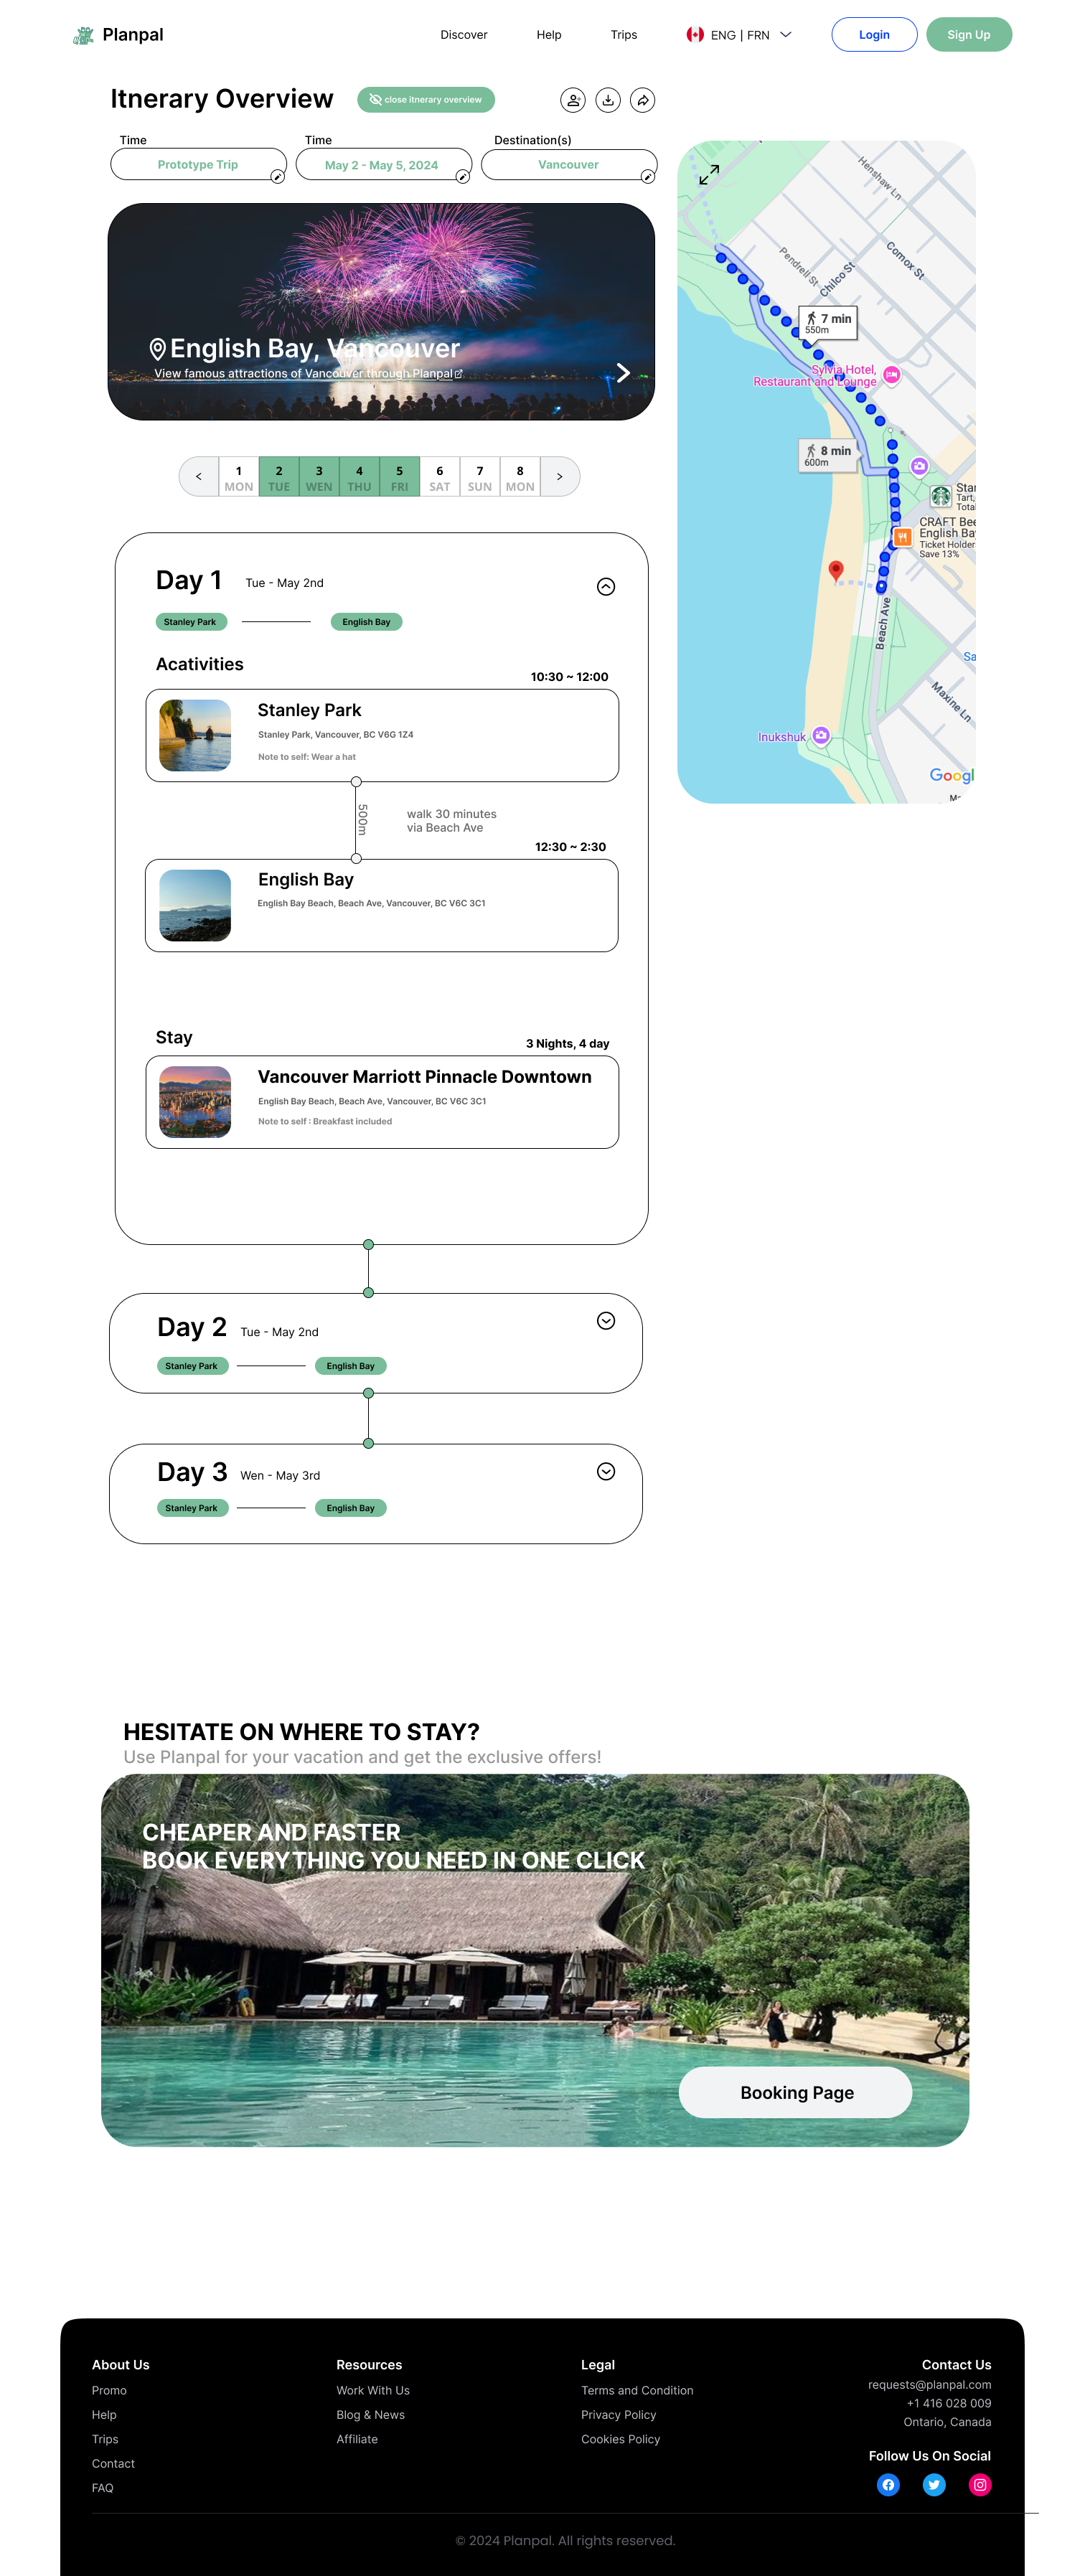 Planpal
Discover
Help
Trips
ENG | FRN
Login
Sign Up
Itnerary Overview
close itnerary overview
Time
Time
Destination(s)
Prototype Trip
May 2 - May 5, 2024
Vancouver
English Bay, Vancouver
View famous attractions of Vancouver through Planpal
<
1
MON
2
TUE
3
WEN
4
THU
5
FRI
6
SAT
7
SUN
8
MON
>
Henshaw Ln
Comox St
Pendrell St
Chilco St
7 min
550m
Sylvia Hotel,
Restaurant and Lounge
8 min
600m
Star
Tart,
Total
CRAFT Bee
English Bay
Ticket Holder
Save 13%
Beach Ave
Sa
Maxine Ln
Inukshuk
Googl
Ma
Day 1
Tue - May 2nd
Stanley Park
English Bay
Acativities
10:30 ~ 12:00
Stanley Park
Stanley Park, Vancouver, BC V6G 1Z4
Note to self: Wear a hat
500m
walk 30 minutes
via Beach Ave
12:30 ~ 2:30
English Bay
English Bay Beach, Beach Ave, Vancouver, BC V6C 3C1
Stay
3 Nights, 4 day
Vancouver Marriott Pinnacle Downtown
English Bay Beach, Beach Ave, Vancouver, BC V6C 3C1
Note to self : Breakfast included
Day 2
Tue - May 2nd
Stanley Park
English Bay
Day 3
Wen - May 3rd
Stanley Park
English Bay
HESITATE ON WHERE TO STAY?
Use Planpal for your vacation and get the exclusive offers!
CHEAPER AND FASTER
BOOK EVERYTHING YOU NEED IN ONE CLICK
Booking Page
About Us
Promo
Help
Trips
Contact
FAQ
Resources
Work With Us
Blog & News
Affiliate
Legal
Terms and Condition
Privacy Policy
Cookies Policy
Contact Us
requests@planpal.com
+1 416 028 009
Ontario, Canada
Follow Us On Social
© 2024 Planpal. All rights reserved.